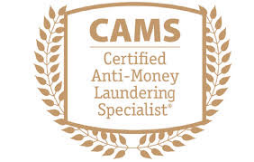 CAMS
Certified
Anti-Money
Laundering
Specialist®